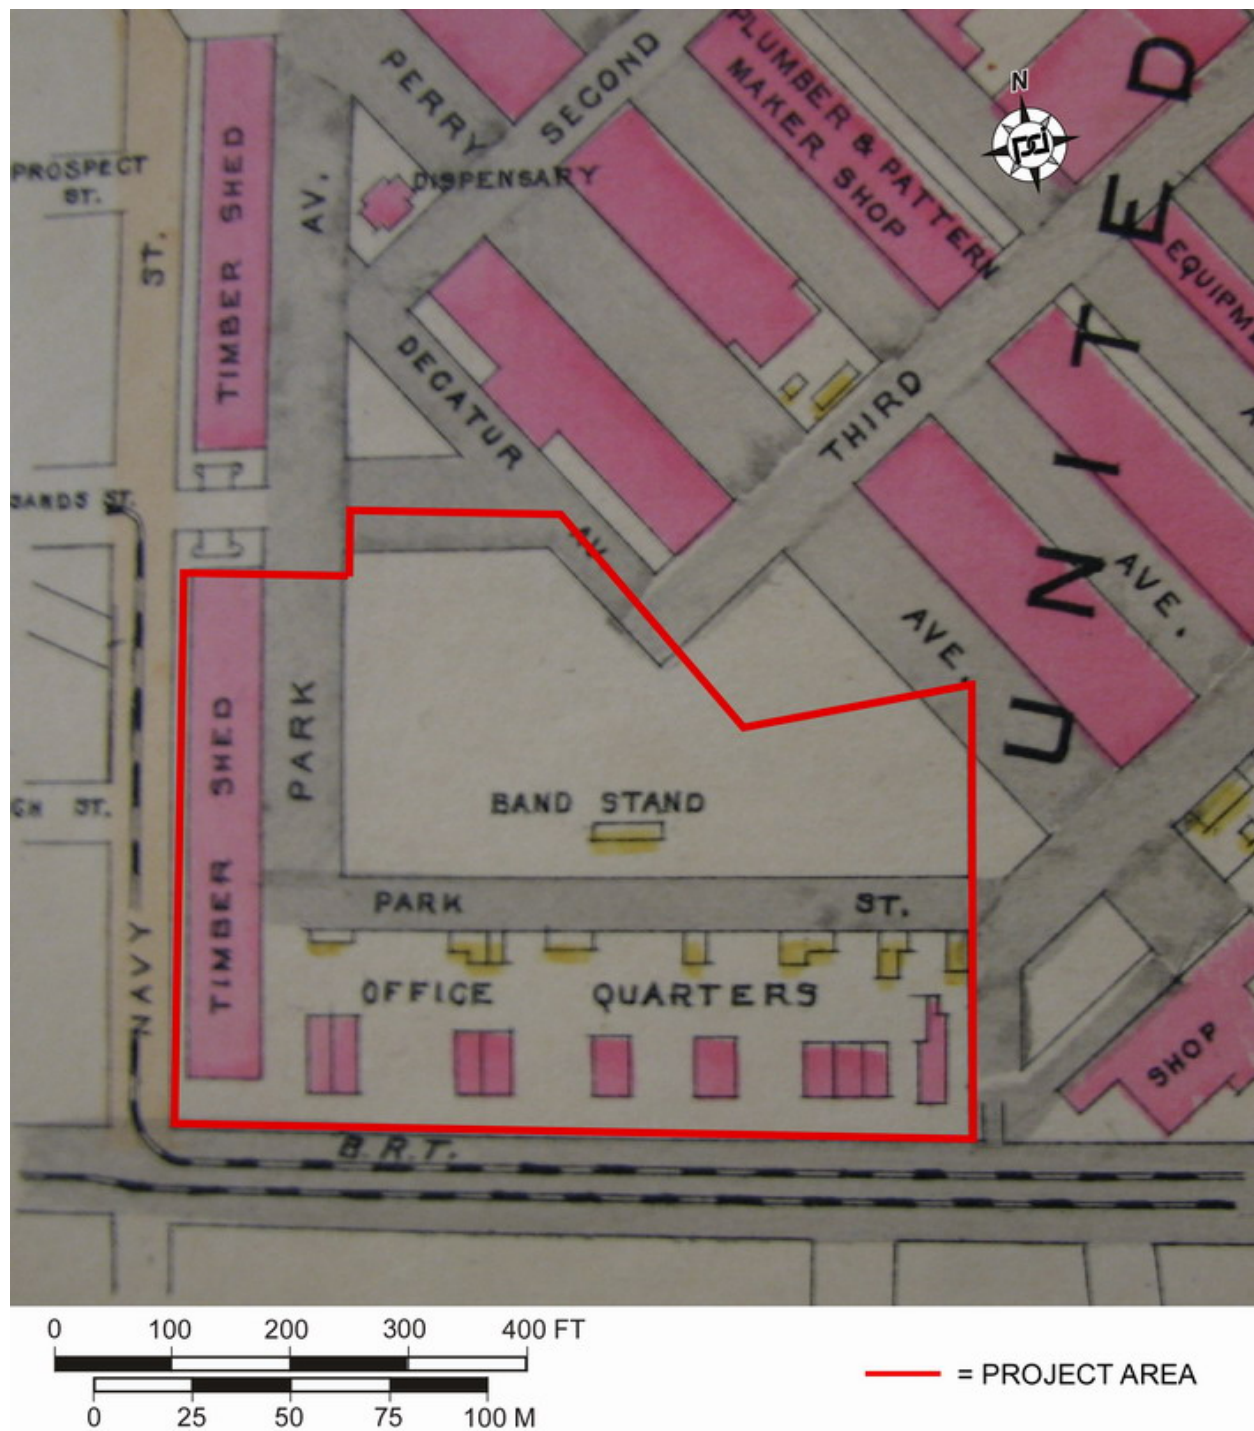 PLUMBER & PATTERN
MAKER SHOP
PERRY
SECOND
N
UNITED
PROSPECT
ST.
DISPENSARY
TIMBER SHED
AV.
ST.
EQUIPM
DECATUR
AV.
THIRD
SANDS ST.
AVE.
AVE.
TIMBER SHED
PARK
CH ST.
BAND STAND
PARK ST.
OFFICE QUARTERS
NAVY
SHOP
B.R.T.
0 100 200 300 400 FT
0 25 50 75 100 M
= PROJECT AREA